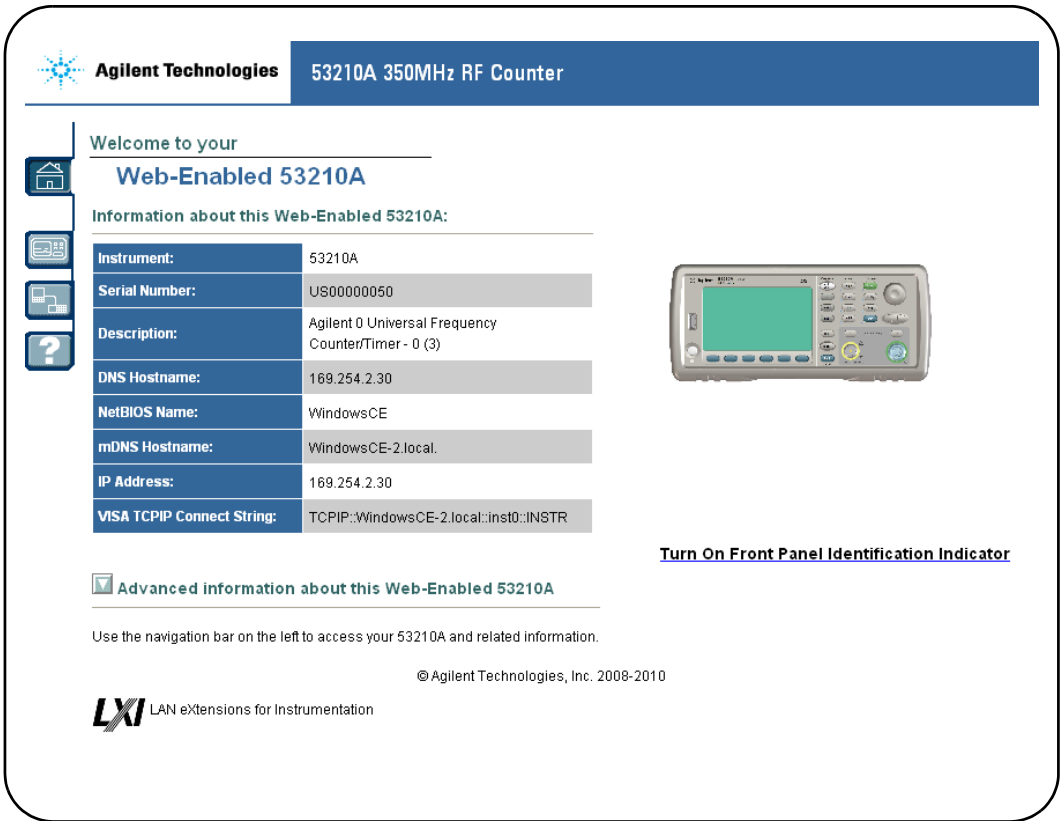 Agilent Technologies
53210A 350MHz RF Counter
Welcome to your
Web-Enabled 53210A
Information about this Web-Enabled 53210A:
Instrument: 53210A
Serial Number: US00000050
Description: Agilent 0 Universal Frequency
Counter/Timer - 0 (3)
DNS Hostname: 169.254.2.30
NetBIOS Name: WindowsCE
mDNS Hostname: WindowsCE-2.local.
IP Address: 169.254.2.30
VISA TCPIP Connect String: TCPIP::WindowsCE-2.local::inst0::INSTR
Turn On Front Panel Identification Indicator
Advanced information about this Web-Enabled 53210A
Use the navigation bar on the left to access your 53210A and related information.
© Agilent Technologies, Inc. 2008-2010
LXI LAN eXtensions for Instrumentation